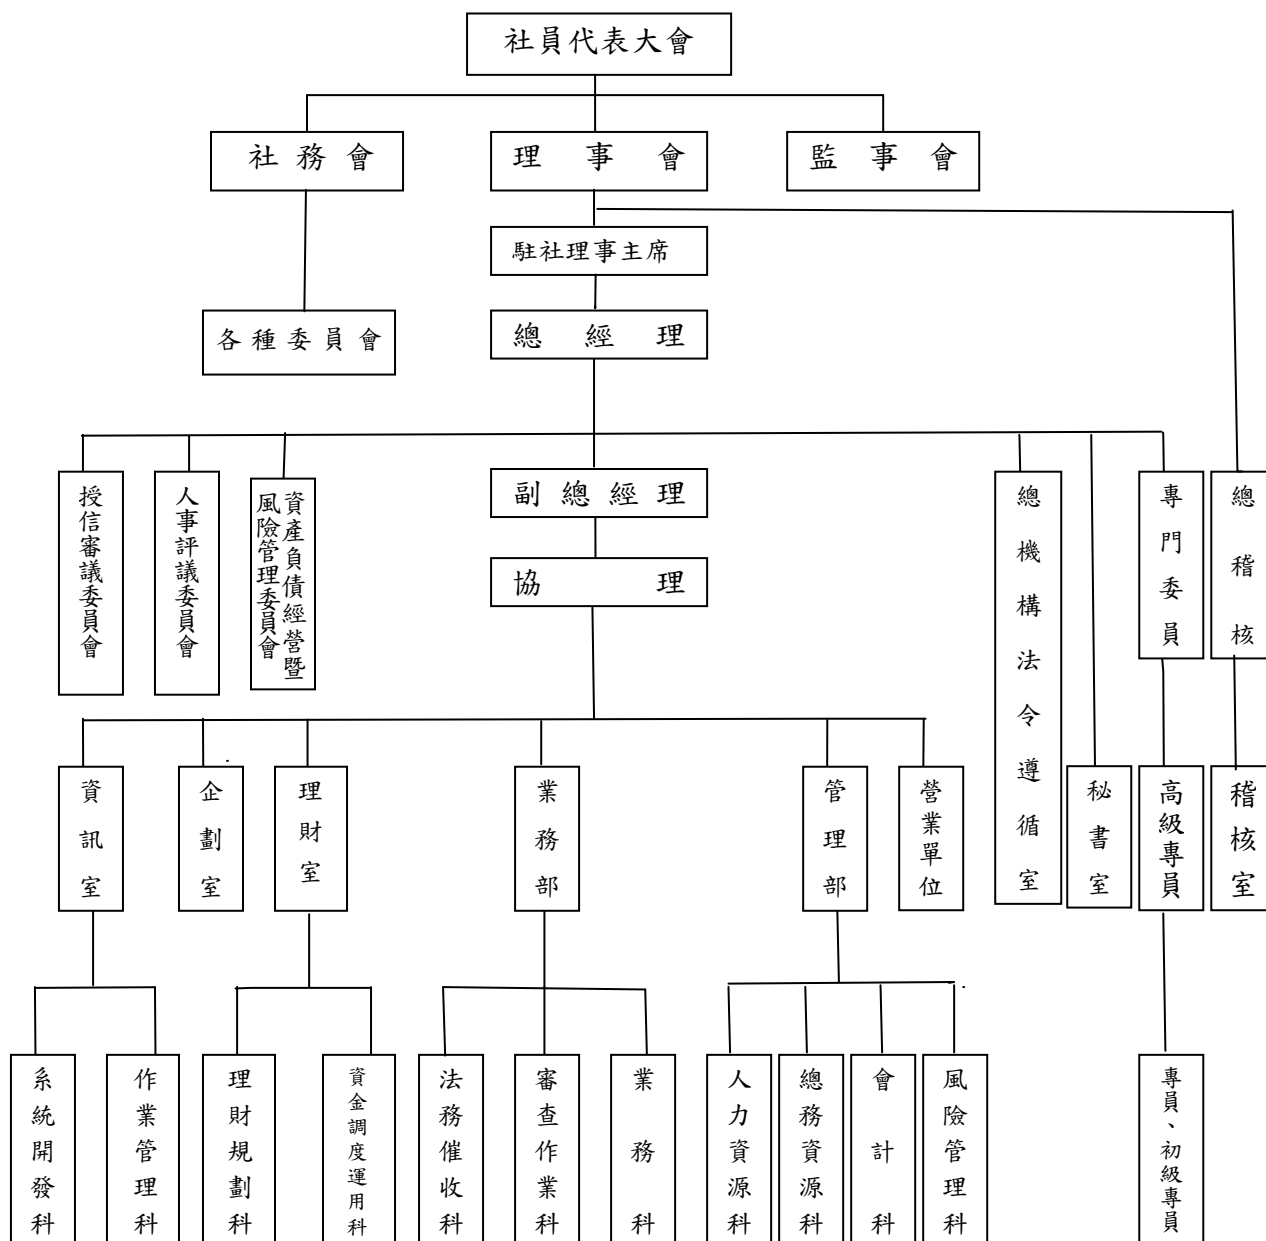 社員代表大會
社務會
理事會
監事會
駐社理事主席
各種委員會
總經理
授信審議委員會
人事評議委員會
資產負債經營暨
風險管理委員會
副總經理
協理
總機構法令遵循室
專門委員
總稽核
資訊室
企劃室
理財室
業務部
管理部
營業單位
秘書室
高級專員
稽核室
系統開發科
作業管理科
理財規劃科
資金調度運用科
法務催收科
審查作業科
業務科
人力資源科
總務資源科
會計科
風險管理科
專員、初級專員